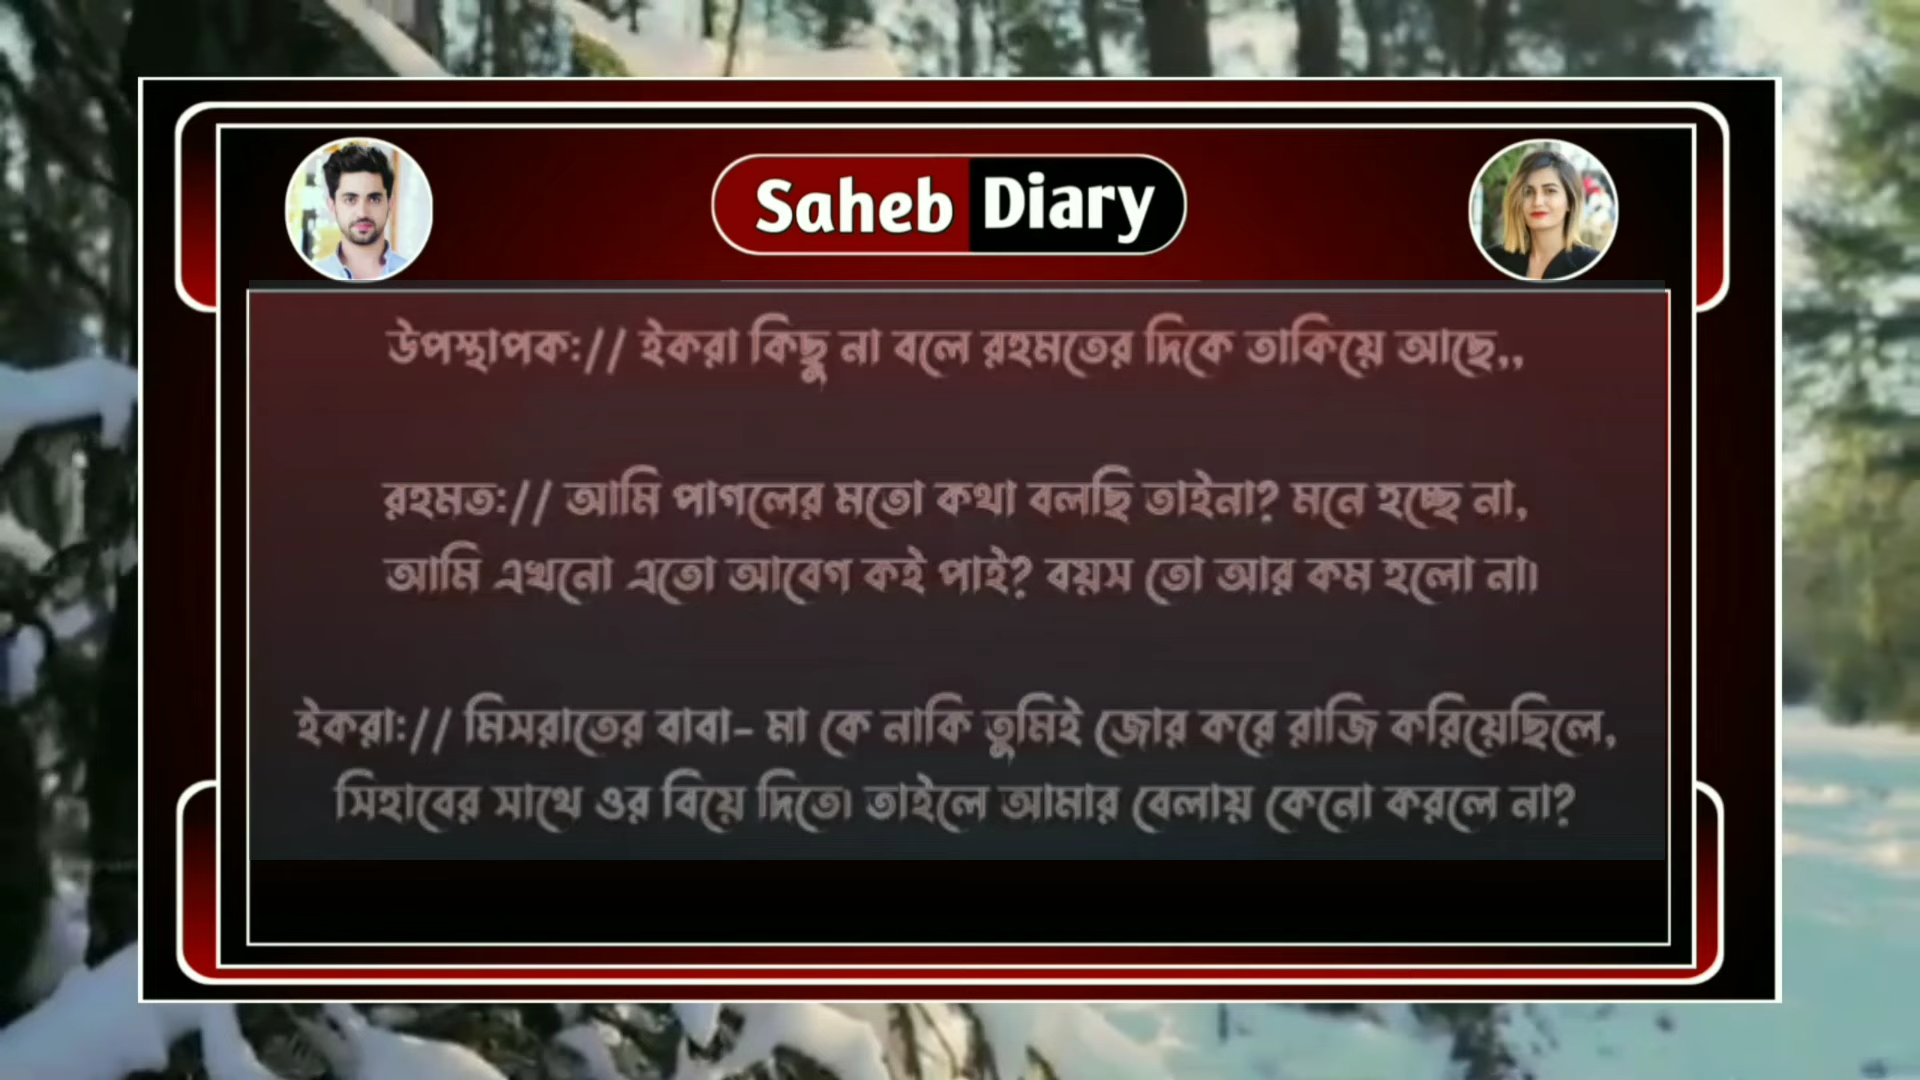 Saheb Diary
উপস্থাপক:// ইকরা কিছু না বলে রহমতের দিকে তাকিয়ে আছে,,
রহমত:// আমি পাগলের মতো কথা বলছি তাইনা? মনে হচ্ছে না,
আমি এখনো এতো আবেগ কই পাই? বয়স তো আর কম হলো না।
ইকরা:// মিসরাতের বাবা- মা কে নাকি তুমিই জোর করে রাজি করিয়েছিলে,
সিহাবের সাথে ওর বিয়ে দিতে। তাইলে আমার বেলায় কেনো করলে না?